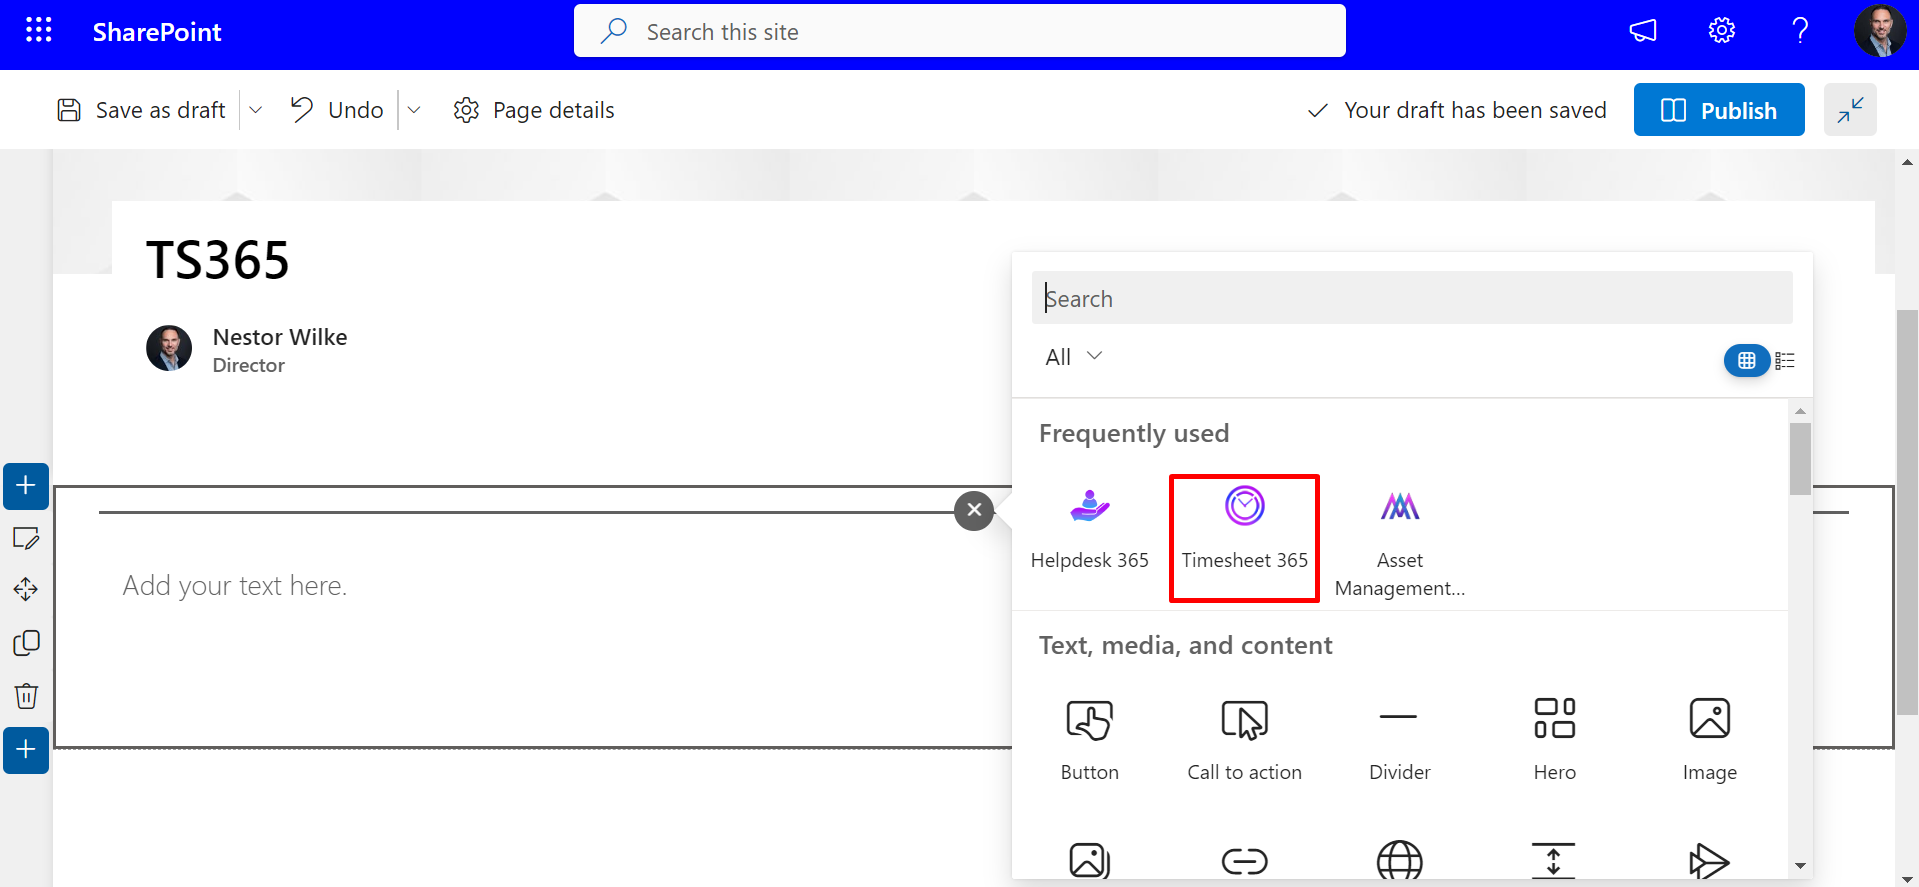 SharePoint
Search this site
Save as draft
Undo
Page details
Your draft has been saved
Publish
TS365
Nestor Wilke
Director
Add your text here.
Search
All
Frequently used
Helpdesk 365
Timesheet 365
Asset
Management...
Text, media, and content
Button
Call to action
Divider
Hero
Image